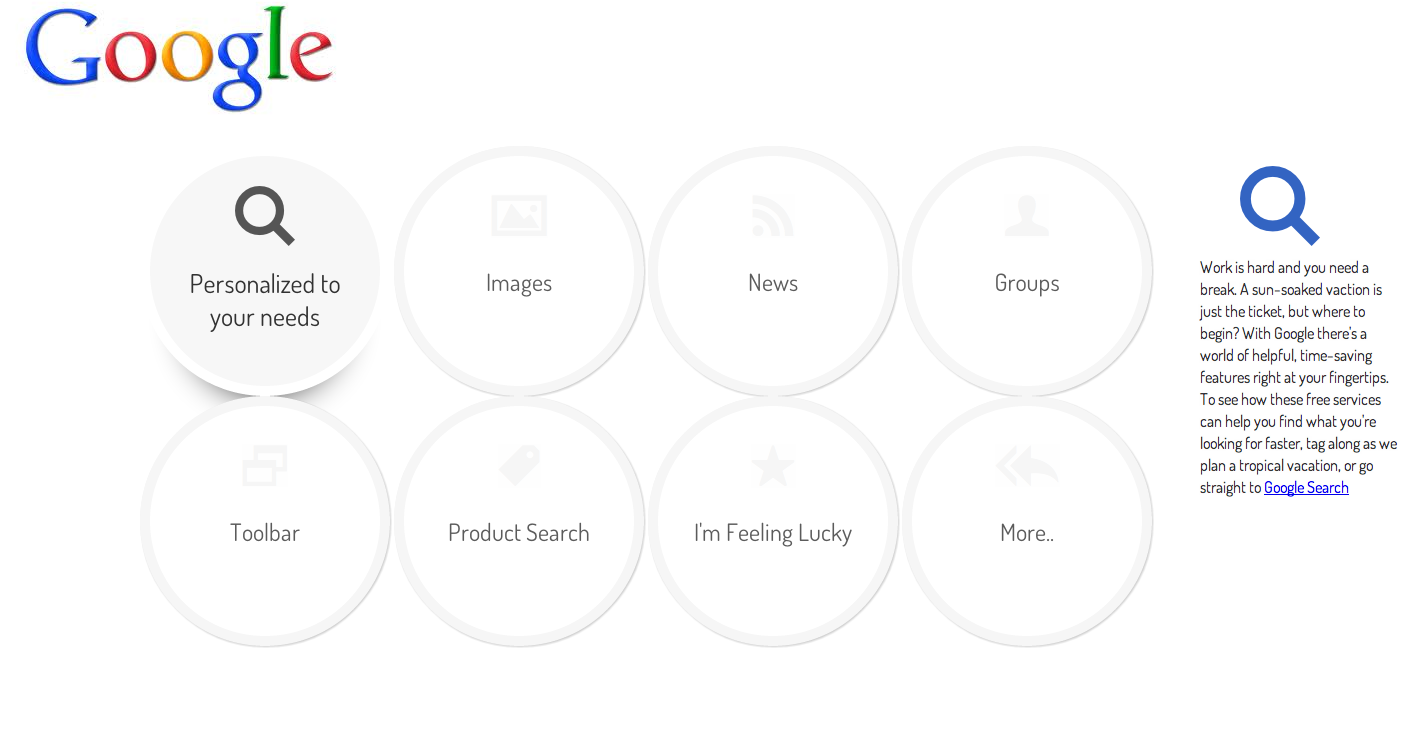 Google
Personalized to
your needs
Images
News
Groups
Work is hard and you need a
break. A sun-soaked vaction is
just the ticket, but where to
begin? With Google there's a
world of helpful, time-saving
features right at your fingertips.
To see how these free services
can help you find what you're
looking for faster, tag along as we
plan a tropical vacation, or go
straight to Google Search
Toolbar
Product Search
I'm Feeling Lucky
More..